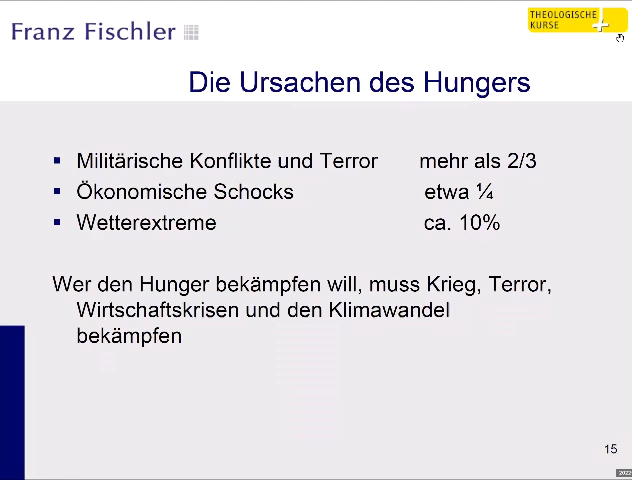 THEOLOGISCHE
KURSE
Franz Fischler
Die Ursachen des Hungers
▪ Militärische Konflikte und Terror mehr als 2/3
▪ Ökonomische Schocks etwa ¼
▪ Wetterextreme ca. 10%
Wer den Hunger bekämpfen will, muss Krieg, Terror,
Wirtschaftskrisen und den Klimawandel
bekämpfen
15
2022